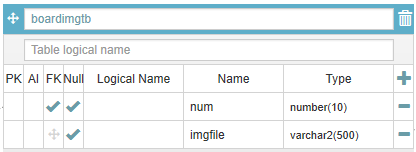 boardimgtb
Table logical name
PK AI FK Null Logical Name Name Type
num number(10)
imgfile varchar2(500)